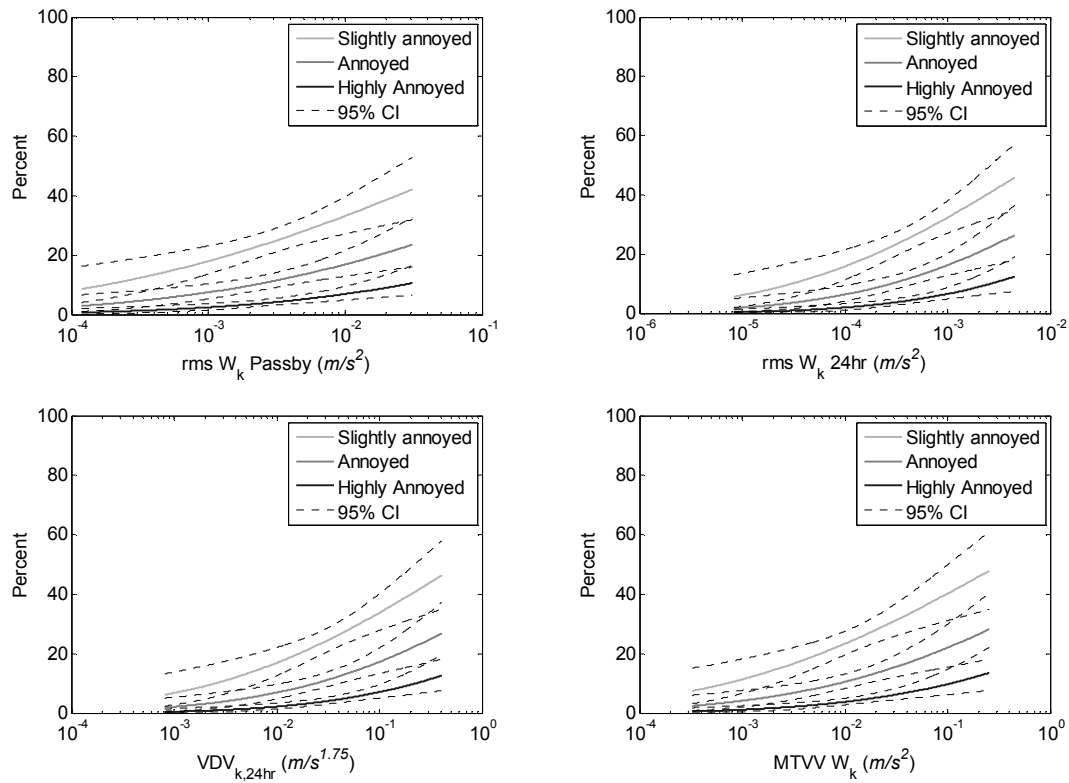 100
80
60
40
20
0
Percent
Slightly annoyed
Annoyed
Highly Annoyed
95% CI
10^-4
10^-3
10^-2
10^-1
rms W_k Passby (m/s^2)
100
80
60
40
20
0
Percent
Slightly annoyed
Annoyed
Highly Annoyed
95% CI
10^-6
10^-5
10^-4
10^-3
10^-2
rms W_k 24hr (m/s^2)
100
80
60
40
20
0
Percent
Slightly annoyed
Annoyed
Highly Annoyed
95% CI
10^-4
10^-3
10^-2
10^-1
10^0
VDV_k,24hr (m/s^1.75)
100
80
60
40
20
0
Percent
Slightly annoyed
Annoyed
Highly Annoyed
95% CI
10^-4
10^-3
10^-2
10^-1
10^0
MTVV W_k (m/s^2)